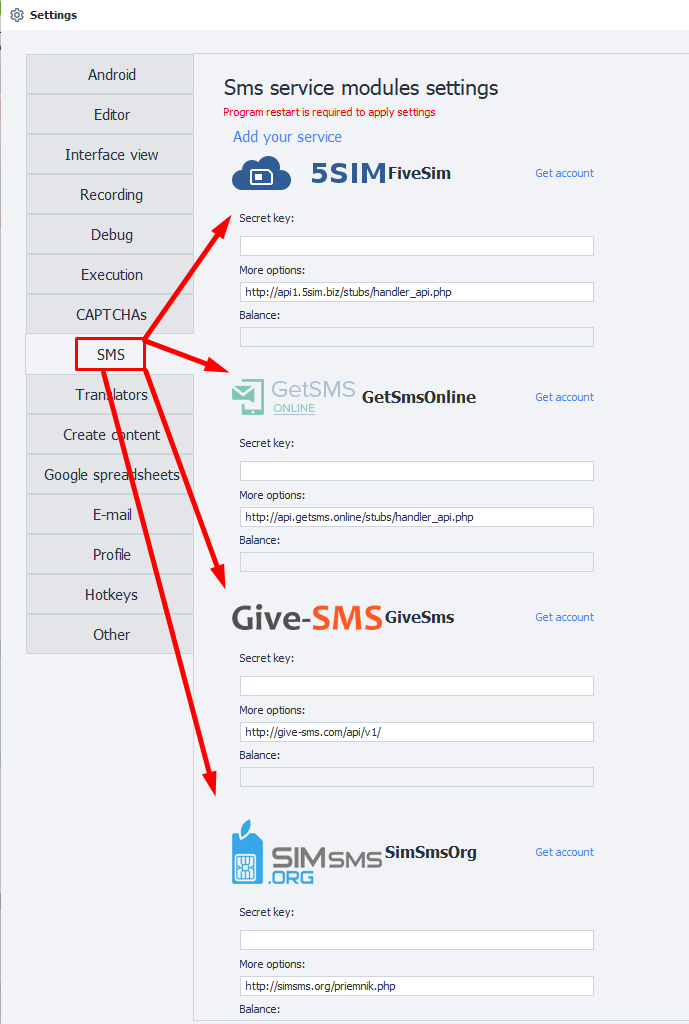 Settings
Android
Editor
Interface view
Recording
Debug
Execution
CAPTCHAs
SMS
Translators
Create content
Google spreadsheets
E-mail
Profile
Hotkeys
Other
Sms service modules settings
Program restart is required to apply settings
Add your service
5SIM FiveSim Get account
Secret key:
More options:
http://api1.5sim.biz/stubs/handler_api.php
Balance:
GetSMS
ONLINE
GetSmsOnline Get account
Secret key:
More options:
http://api.getsms.online/stubs/handler_api.php
Balance:
Give-SMS GiveSms Get account
Secret key:
More options:
http://give-sms.com/api/v1/
Balance:
SIMSMS
.ORG
SimSmsOrg Get account
Secret key:
More options:
http://simsms.org/priemnik.php
Balance: